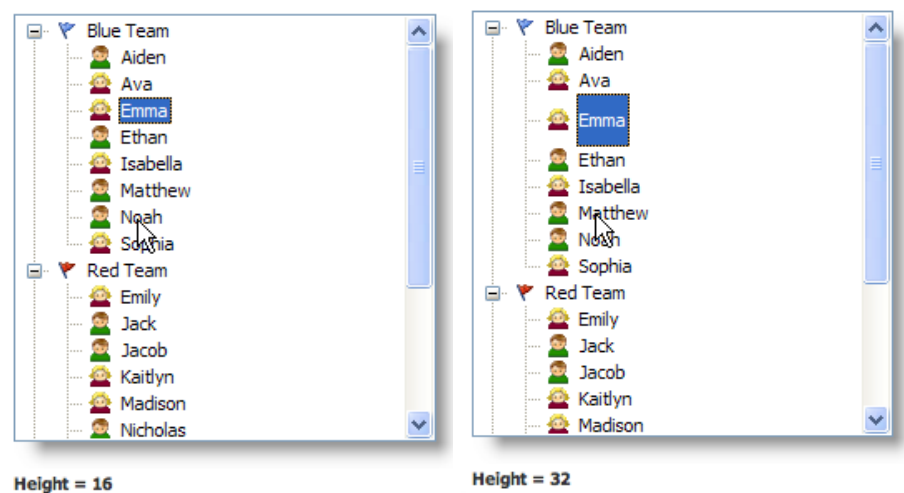 Blue Team
Aiden
Ava
Emma
Ethan
Isabella
Matthew
Noah
Sophia
Red Team
Emily
Jack
Jacob
Kaitlyn
Madison
Nicholas
Height = 16
Blue Team
Aiden
Ava
Emma
Ethan
Isabella
Matthew
Noah
Sophia
Red Team
Emily
Jack
Jacob
Kaitlyn
Madison
Height = 32